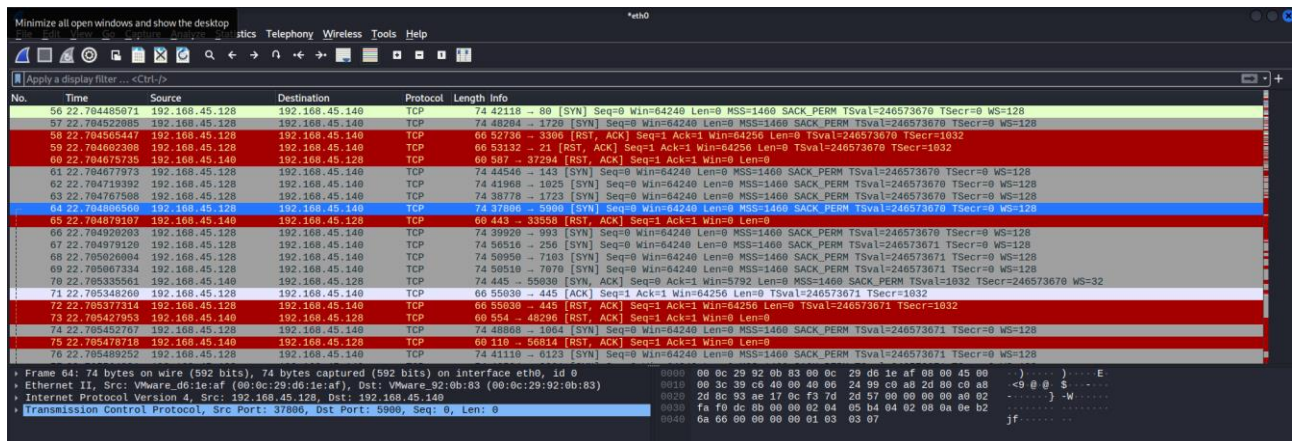 *eth0
Minimize all open windows and show the desktop
File Edit View Go Capture Analyze Statistics Telephony Wireless Tools Help
Apply a display filter ... <Ctrl-/>
No. Time Source Destination Protocol Length Info
56 22.704485071 192.168.45.128 192.168.45.140 TCP 74 42118 → 80 [SYN] Seq=0 Win=64240 Len=0 MSS=1460 SACK_PERM TSval=246573670 TSecr=0 WS=128
57 22.704522085 192.168.45.128 192.168.45.140 TCP 74 48204 → 1720 [SYN] Seq=0 Win=64240 Len=0 MSS=1460 SACK_PERM TSval=246573670 TSecr=0 WS=128
58 22.704565447 192.168.45.128 192.168.45.140 TCP 66 52736 → 3306 [RST, ACK] Seq=1 Ack=1 Win=64256 Len=0 TSval=246573670 TSecr=1032
59 22.704602308 192.168.45.128 192.168.45.140 TCP 66 53132 → 21 [RST, ACK] Seq=1 Ack=1 Win=64256 Len=0 TSval=246573670 TSecr=1032
60 22.704675735 192.168.45.140 192.168.45.128 TCP 60 587 → 37294 [RST, ACK] Seq=1 Ack=1 Win=0 Len=0
61 22.704677973 192.168.45.128 192.168.45.140 TCP 74 44546 → 143 [SYN] Seq=0 Win=64240 Len=0 MSS=1460 SACK_PERM TSval=246573670 TSecr=0 WS=128
62 22.704719392 192.168.45.128 192.168.45.140 TCP 74 41968 → 1025 [SYN] Seq=0 Win=64240 Len=0 MSS=1460 SACK_PERM TSval=246573670 TSecr=0 WS=128
63 22.704767508 192.168.45.128 192.168.45.140 TCP 74 38778 → 1723 [SYN] Seq=0 Win=64240 Len=0 MSS=1460 SACK_PERM TSval=246573670 TSecr=0 WS=128
64 22.704806560 192.168.45.128 192.168.45.140 TCP 74 37806 → 5900 [SYN] Seq=0 Win=64240 Len=0 MSS=1460 SACK_PERM TSval=246573670 TSecr=0 WS=128
65 22.704879107 192.168.45.140 192.168.45.128 TCP 60 443 → 33558 [RST, ACK] Seq=1 Ack=1 Win=0 Len=0
66 22.704920203 192.168.45.128 192.168.45.140 TCP 74 39920 → 993 [SYN] Seq=0 Win=64240 Len=0 MSS=1460 SACK_PERM TSval=246573670 TSecr=0 WS=128
67 22.704979120 192.168.45.128 192.168.45.140 TCP 74 56516 → 256 [SYN] Seq=0 Win=64240 Len=0 MSS=1460 SACK_PERM TSval=246573671 TSecr=0 WS=128
68 22.705026004 192.168.45.128 192.168.45.140 TCP 74 50950 → 7103 [SYN] Seq=0 Win=64240 Len=0 MSS=1460 SACK_PERM TSval=246573671 TSecr=0 WS=128
69 22.705067334 192.168.45.128 192.168.45.140 TCP 74 50510 → 7070 [SYN] Seq=0 Win=64240 Len=0 MSS=1460 SACK_PERM TSval=246573671 TSecr=0 WS=128
70 22.705335561 192.168.45.140 192.168.45.128 TCP 74 445 → 55030 [SYN, ACK] Seq=0 Ack=1 Win=5792 Len=0 MSS=1460 SACK_PERM TSval=1032 TSecr=246573670 WS=32
71 22.705348260 192.168.45.128 192.168.45.140 TCP 66 55030 → 445 [ACK] Seq=1 Ack=1 Win=64256 Len=0 TSval=246573671 TSecr=1032
72 22.705377314 192.168.45.128 192.168.45.140 TCP 66 55030 → 445 [RST, ACK] Seq=1 Ack=1 Win=64256 Len=0 TSval=246573671 TSecr=1032
73 22.705427953 192.168.45.140 192.168.45.128 TCP 60 554 → 48296 [RST, ACK] Seq=1 Ack=1 Win=0 Len=0
74 22.705452767 192.168.45.128 192.168.45.140 TCP 74 48868 → 1064 [SYN] Seq=0 Win=64240 Len=0 MSS=1460 SACK_PERM TSval=246573671 TSecr=0 WS=128
75 22.705478718 192.168.45.140 192.168.45.128 TCP 60 110 → 56814 [RST, ACK] Seq=1 Ack=1 Win=0 Len=0
76 22.705489252 192.168.45.128 192.168.45.140 TCP 74 41110 → 6123 [SYN] Seq=0 Win=64240 Len=0 MSS=1460 SACK_PERM TSval=246573671 TSecr=0 WS=128
Frame 64: 74 bytes on wire (592 bits), 74 bytes captured (592 bits) on interface eth0, id 0
Ethernet II, Src: VMware_d6:1e:af (00:0c:29:d6:1e:af), Dst: VMware_92:0b:83 (00:0c:29:92:0b:83)
Internet Protocol Version 4, Src: 192.168.45.128, Dst: 192.168.45.140
Transmission Control Protocol, Src Port: 37806, Dst Port: 5900, Seq: 0, Len: 0
0000 00 0c 29 92 0b 83 00 0c 29 d6 1e af 08 00 45 00 ··)·····)·····E·
0010 00 3c 39 c6 40 00 40 06 24 99 c0 a8 2d 80 c0 a8 ·<9·@·@·$···-···
0020 2d 8c 93 ae 17 0c f3 7d 2d 57 00 00 00 00 a0 02 -······}-W······
0030 fa f0 dc 8b 00 00 02 04 05 b4 04 02 08 0a 0e b2 ················
0040 6a 66 00 00 00 00 01 03 03 07 jf········